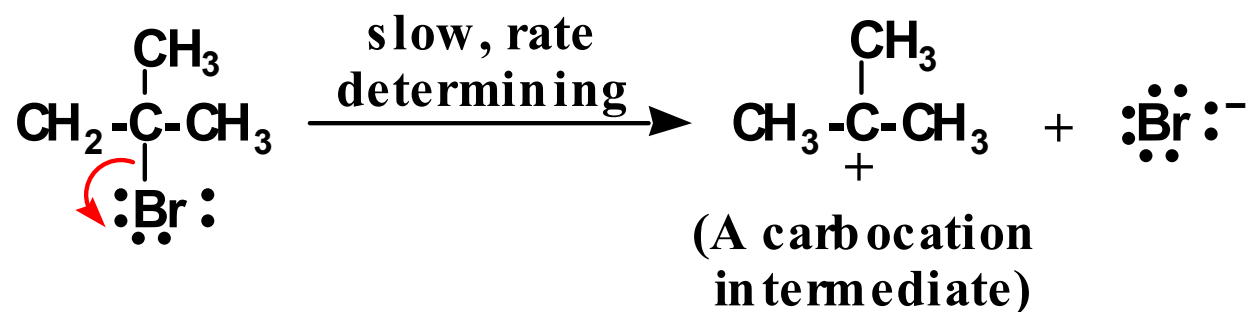 CH3
slow, rate
determining
CH2-C-CH3
:Br:
CH3
CH3-C-CH3 + :Br:−
+
(A carbocation
intermediate)